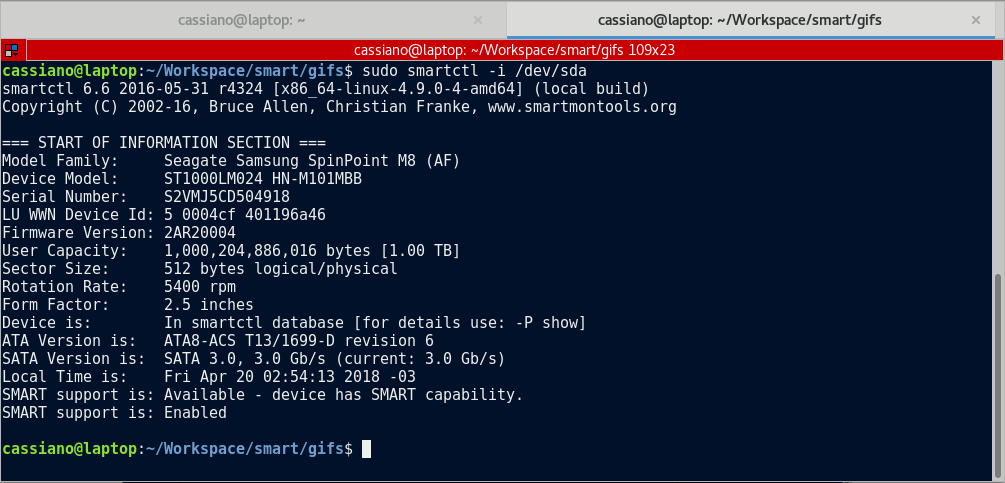 cassiano@laptop: ~ ×
cassiano@laptop: ~/Workspace/smart/gifs ×
cassiano@laptop: ~/Workspace/smart/gifs 109x23
cassiano@laptop:~/Workspace/smart/gifs$ sudo smartctl -i /dev/sda
smartctl 6.6 2016-05-31 r4324 [x86_64-linux-4.9.0-4-amd64] (local build)
Copyright (C) 2002-16, Bruce Allen, Christian Franke, www.smartmontools.org
=== START OF INFORMATION SECTION ===
Model Family:     Seagate Samsung SpinPoint M8 (AF)
Device Model:     ST1000LM024 HN-M101MBB
Serial Number:    S2VMJ5CD504918
LU WWN Device Id: 5 0004cf 401196a46
Firmware Version: 2AR20004
User Capacity:    1,000,204,886,016 bytes [1.00 TB]
Sector Size:      512 bytes logical/physical
Rotation Rate:    5400 rpm
Form Factor:      2.5 inches
Device is:        In smartctl database [for details use: -P show]
ATA Version is:   ATA8-ACS T13/1699-D revision 6
SATA Version is:  SATA 3.0, 3.0 Gb/s (current: 3.0 Gb/s)
Local Time is:    Fri Apr 20 02:54:13 2018 -03
SMART support is: Available - device has SMART capability.
SMART support is: Enabled
cassiano@laptop:~/Workspace/smart/gifs$